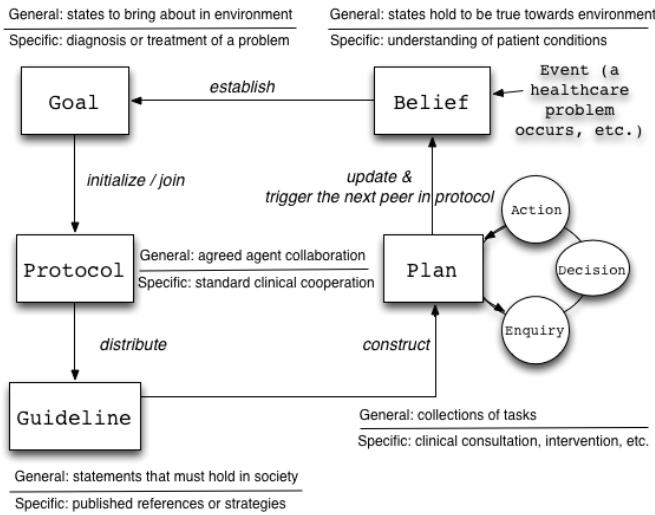 General: states to bring about in environment
Specific: diagnosis or treatment of a problem
General: states hold to be true towards environment
Specific: understanding of patient conditions
Goal
establish
Belief
Event (a
healthcare
problem
occurs, etc.)
initialize / join
update &
trigger the next peer in protocol
Action
Protocol
General: agreed agent collaboration
Specific: standard clinical cooperation
Plan
Decision
Enquiry
distribute
construct
Guideline
General: collections of tasks
Specific: clinical consultation, intervention, etc.
General: statements that must hold in society
Specific: published references or strategies